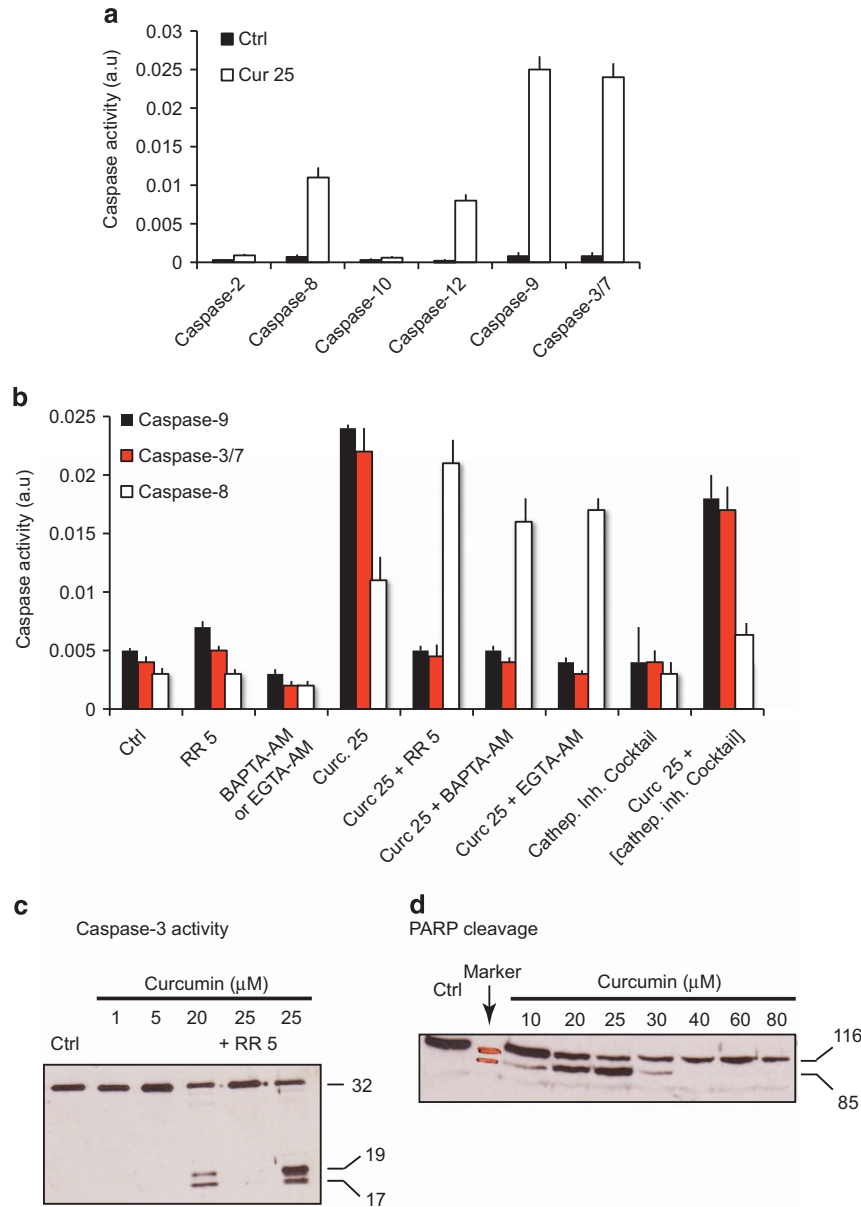 a
Caspase activity (a.u)
0.03
0.025
0.02
0.015
0.01
0.005
0
Ctrl
Cur 25
Caspase-2
Caspase-8
Caspase-10
Caspase-12
Caspase-9
Caspase-3/7
b
Caspase activity (a.u)
0.025
0.02
0.015
0.01
0.005
0
Caspase-9
Caspase-3/7
Caspase-8
Ctrl
RR 5
BAPTA-AM
or EGTA-AM
Curc. 25
Curc 25 + RR 5
Curc 25 + BAPTA-AM
Curc 25 + EGTA-AM
Cathep. Inh. Cocktail
Curc 25 +
[cathep. inh. Cocktail]
c
Caspase-3 activity
Curcumin (μM)
1 5 20 25 25
Ctrl + RR 5
32
19
17
d
PARP cleavage
Marker
Ctrl Curcumin (μM)
10 20 25 30 40 60 80
116
85